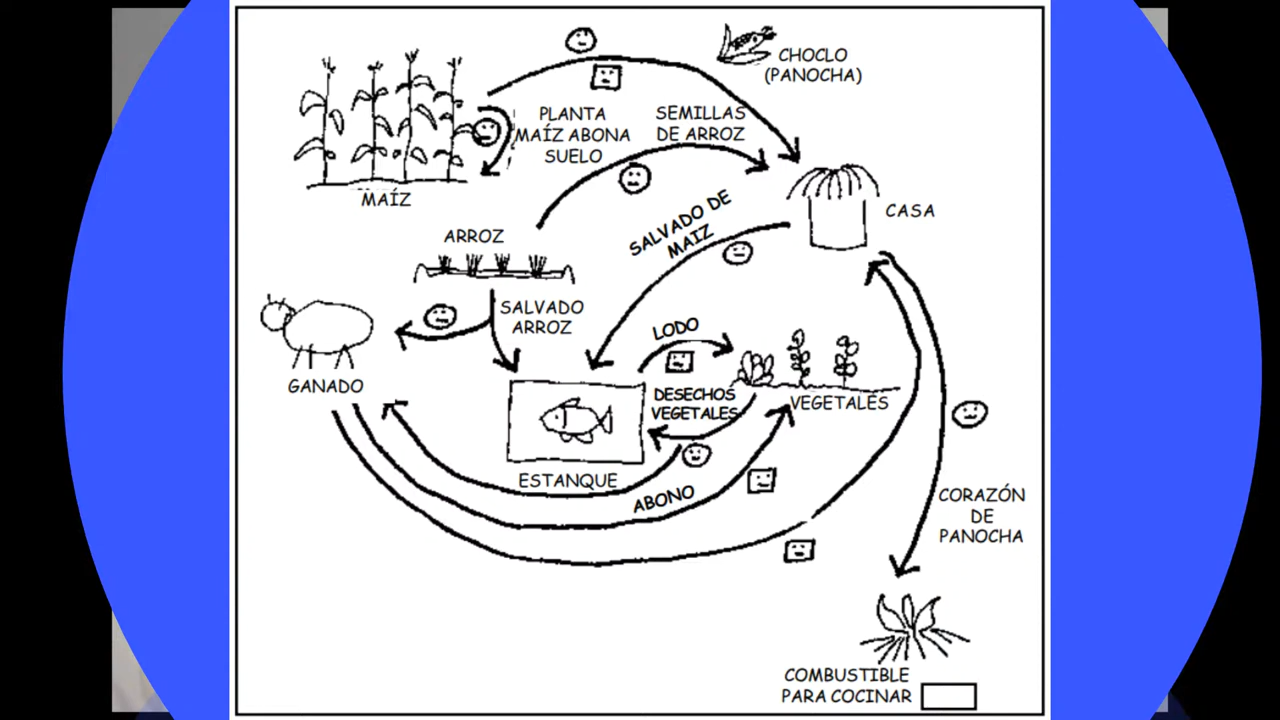 CHOCLO
(PANOCHA)
PLANTA
MAÍZ ABONA
SUELO
SEMILLAS
DE ARROZ
MAÍZ
SALVADO DE
MAIZ
CASA
ARROZ
SALVADO
ARROZ
LODO
GANADO
DESECHOS
VEGETALES
VEGETALES
ESTANQUE
ABONO
CORAZÓN
DE
PANOCHA
COMBUSTIBLE
PARA COCINAR